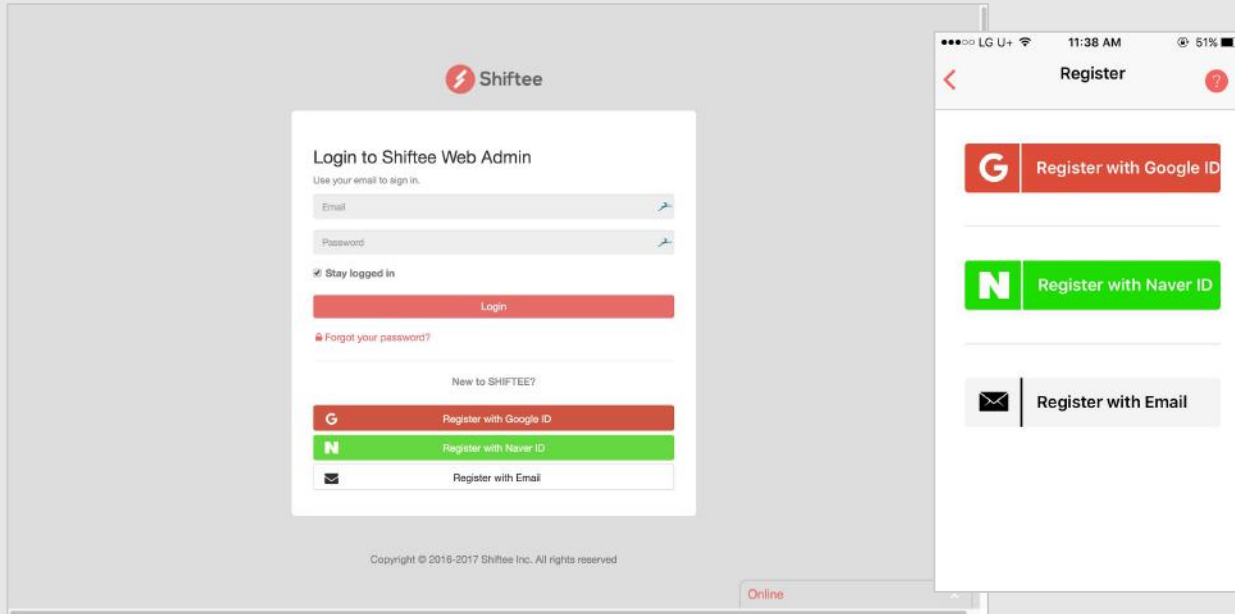 Shiftee
Login to Shiftee Web Admin
Use your email to sign in.
Email
Password
Stay logged in
Login
Forgot your password?
New to SHIFTEE?
G Register with Google ID
N Register with Naver ID
Register with Email
Copyright © 2016-2017 Shiftee Inc. All rights reserved
Online
LG U+ 11:38 AM 51%
Register ?
G Register with Google ID
N Register with Naver ID
Register with Email